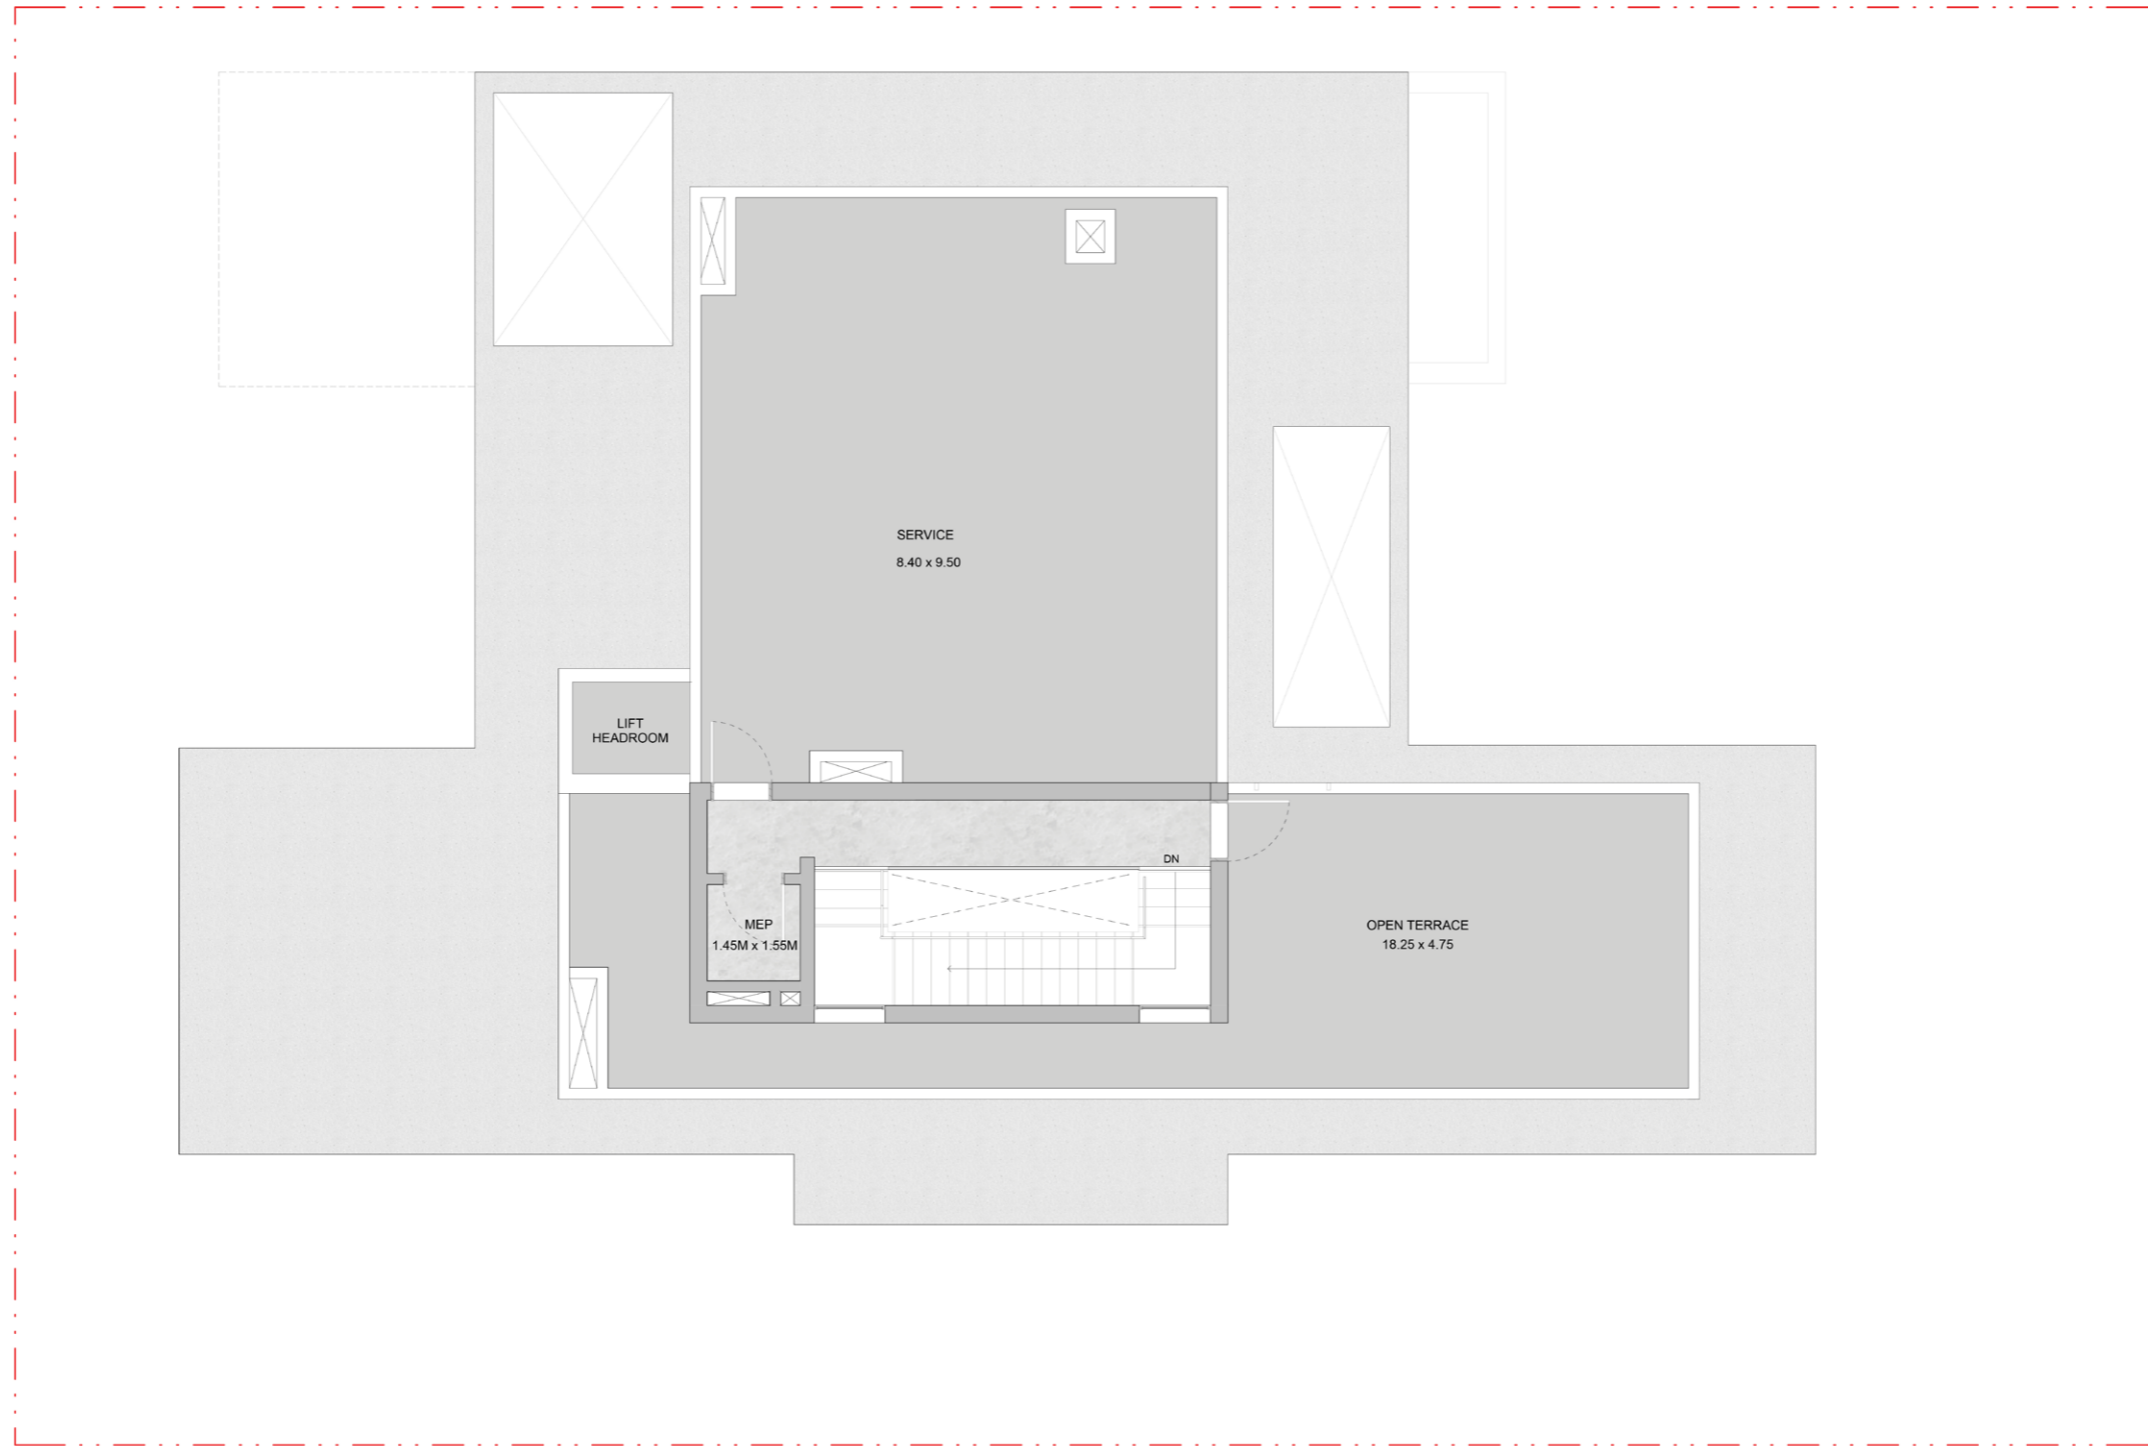 SERVICE
8.40 x 9.50
LIFT
HEADROOM
DN
MEP
1.45M x 1.55M
OPEN TERRACE
18.25 x 4.75